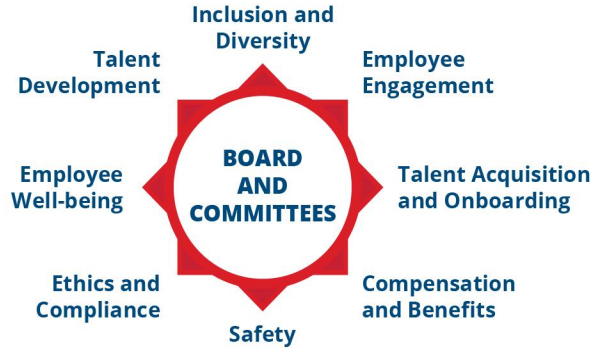 Inclusion and
Diversity
Employee
Engagement
Talent Acquisition
and Onboarding
Compensation
and Benefits
Safety
Ethics and
Compliance
Employee
Well-being
Talent
Development
BOARD
AND
COMMITTEES